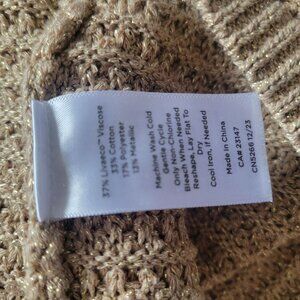 37% Livaeco™ Viscose
33% Cotton
17% Polyester
13% Metallic
Machine Wash Cold
Gentle Cycle
Only Non-Chlorine
Bleach When Needed
Reshape, Lay Flat To
Dry
Cool Iron if Needed
Made in China
CA# 23147
CN5266 12/23